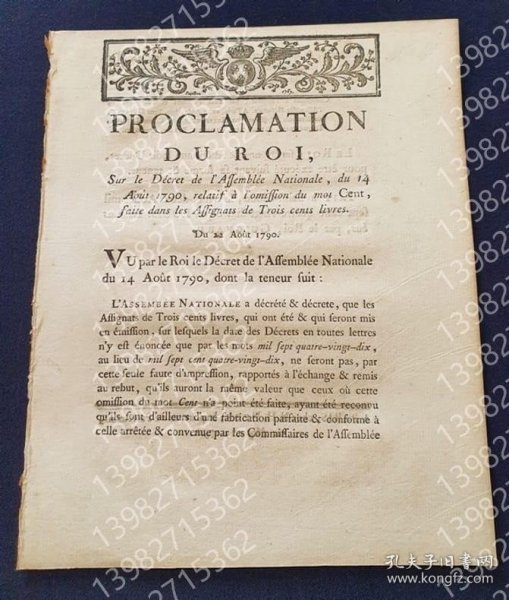 PROCLAMATION
DU ROI,
Sur le Décret de l'Assemblée Nationale, du 14
Août 1790, relatif à l'omission du mot Cent,
faite dans les Assignats de Trois cents livres.
Du 22 Août 1790.
VU par le Roi le Décret de l'Assemblée Nationale
du 14 Août 1790, dont la teneur suit :
L'ASSEMBLÉE NATIONALE a décrété & décrete, que les
Assignats de Trois cents livres, qui ont été & qui seront mis
en émission, sur lesquels la date des Décrets en toutes lettres
n'y est énoncée que par les mots mil sept quatre-vingt-dix,
au lieu de mil sept cent quatre-vingt-dix, ne seront pas, par
cette seule faute d'impression, rapportés à l'échange & remis
au rebut, qu'ils auront la même valeur que ceux où cette
omission du mot Cent n'a point été faite, ayant été reconnu
qu'ils sont d'ailleurs d'une fabrication parfaite & conforme à
celle arrêtée & convenue par les Commissaires de l'Assemblée
13982715362
孔夫子旧书网
www.kongfz.com